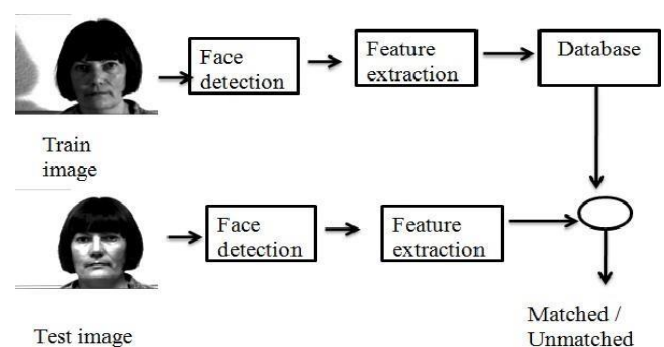 Face
detection
Feature
extraction
Database
Train
image
Face
detection
Feature
extraction
Test image
Matched /
Unmatched